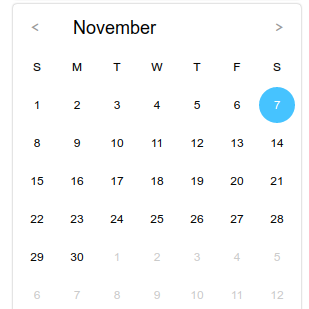 < November >
S M T W T F S
1 2 3 4 5 6 7
8 9 10 11 12 13 14
15 16 17 18 19 20 21
22 23 24 25 26 27 28
29 30 1 2 3 4 5
6 7 8 9 10 11 12